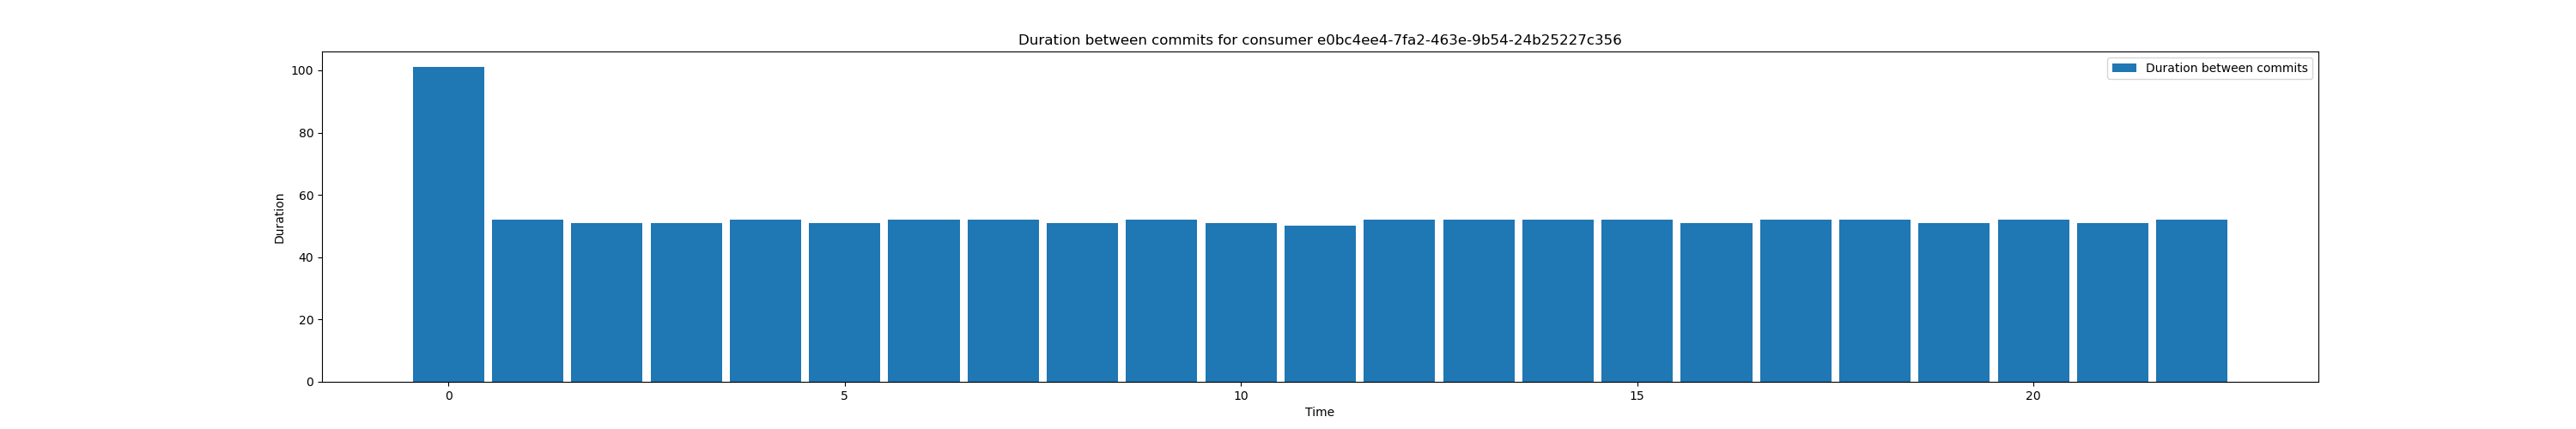 Duration between commits for consumer e0bc4ee4-7fa2-463e-9b54-24b25227c356
Duration between commits
100
80
60
40
20
0
Duration
0 5 10 15 20
Time